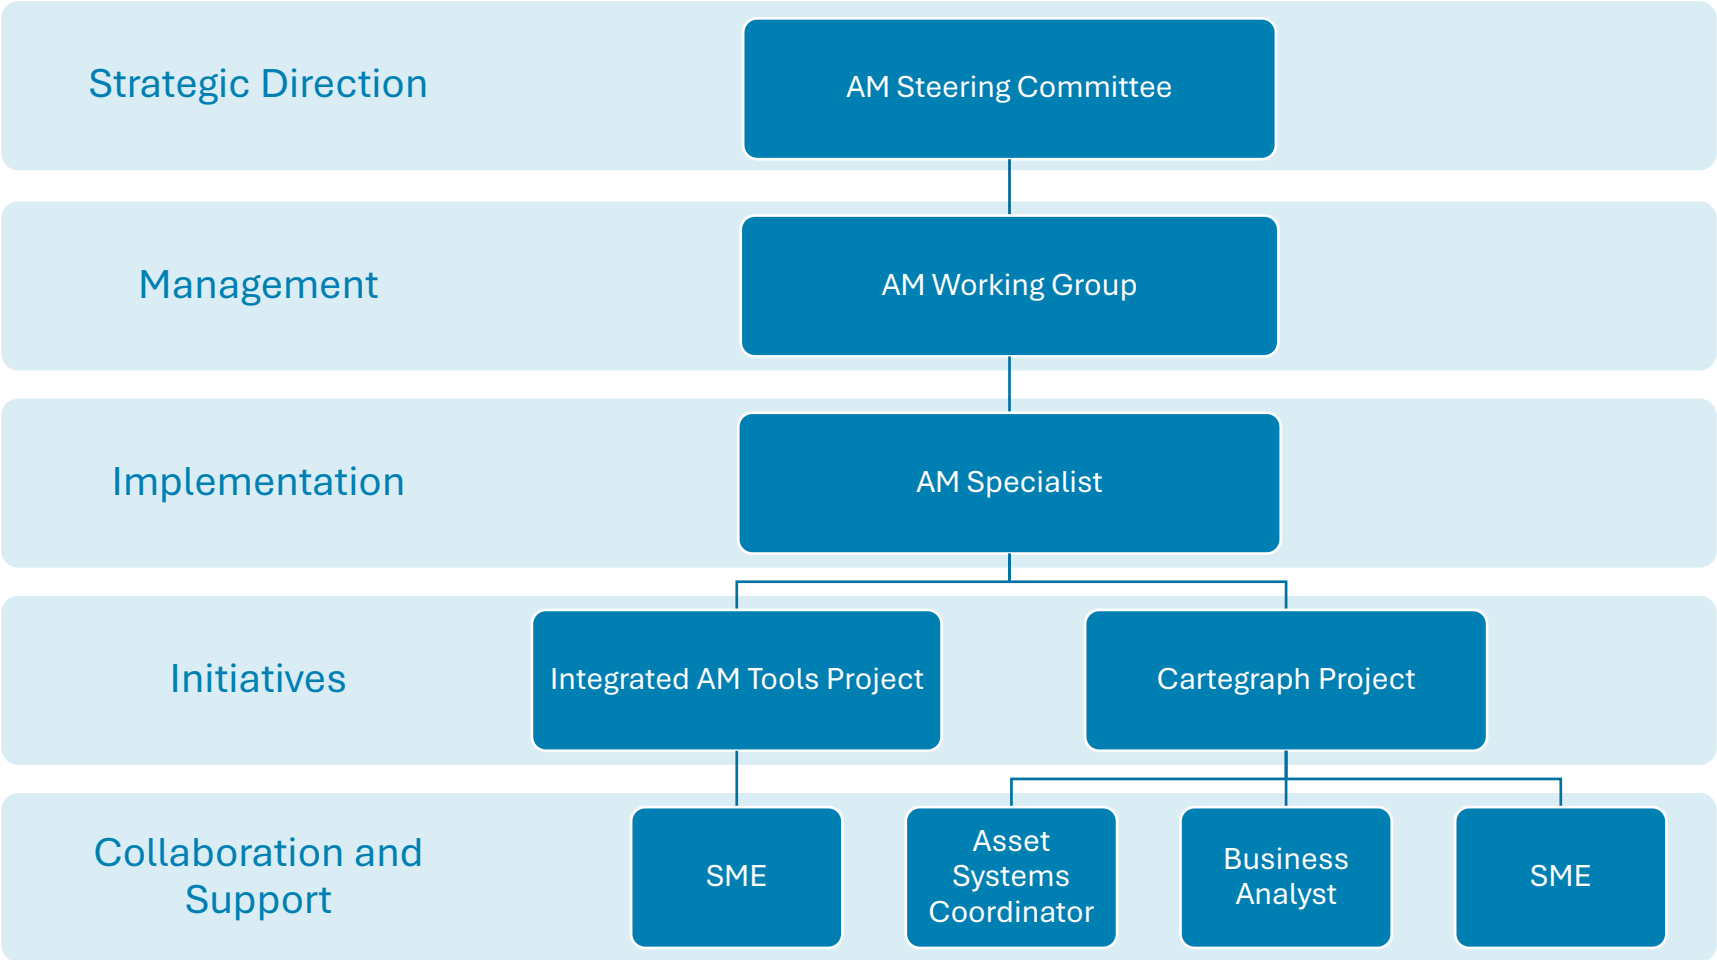 Strategic Direction
AM Steering Committee
Management
AM Working Group
Implementation
AM Specialist
Initiatives
Integrated AM Tools Project
Cartegraph Project
Collaboration and
Support
SME
Asset
Systems
Coordinator
Business
Analyst
SME